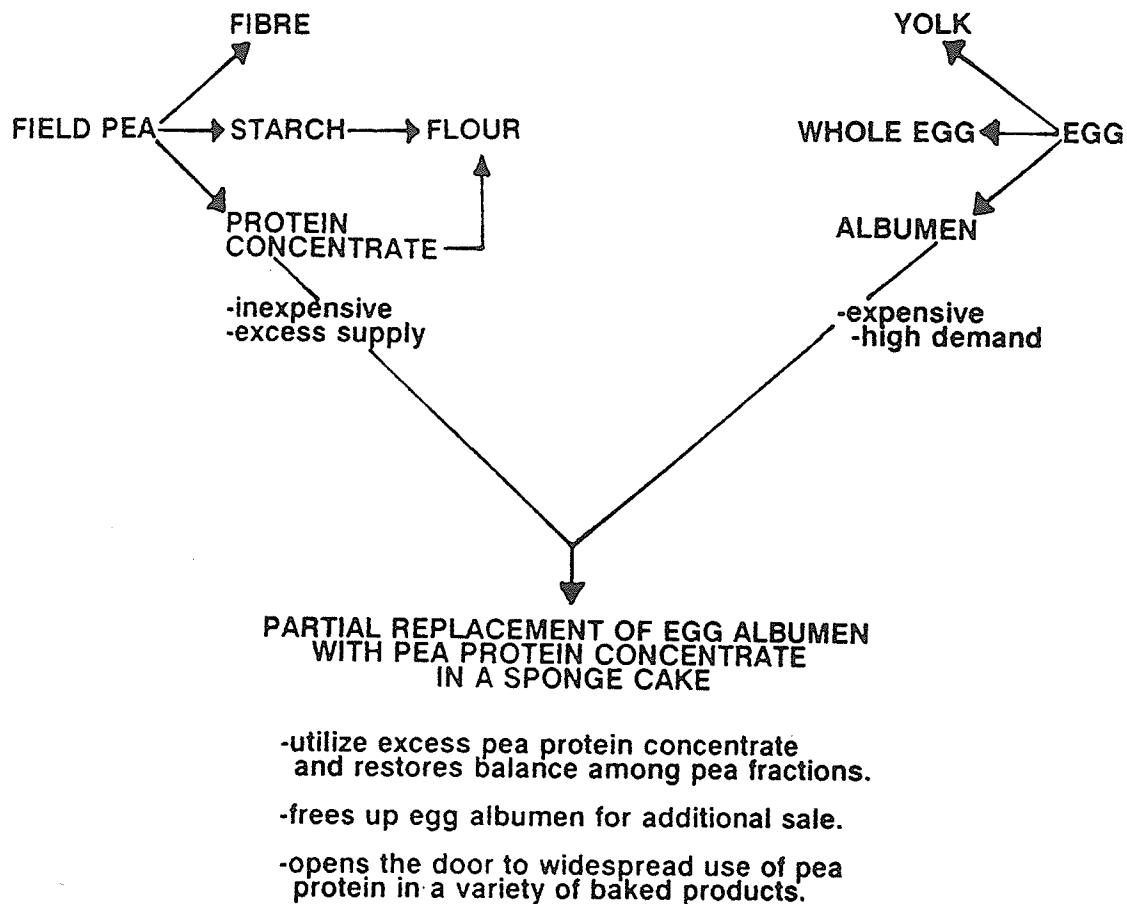 FIBRE
YOLK
FIELD PEA
STARCH
FLOUR
WHOLE EGG
EGG
PROTEIN
CONCENTRATE
ALBUMEN
-inexpensive
-excess supply
-expensive
-high demand
PARTIAL REPLACEMENT OF EGG ALBUMEN
WITH PEA PROTEIN CONCENTRATE
IN A SPONGE CAKE
-utilize excess pea protein concentrate
and restores balance among pea fractions.
-frees up egg albumen for additional sale.
-opens the door to widespread use of pea
protein in a variety of baked products.